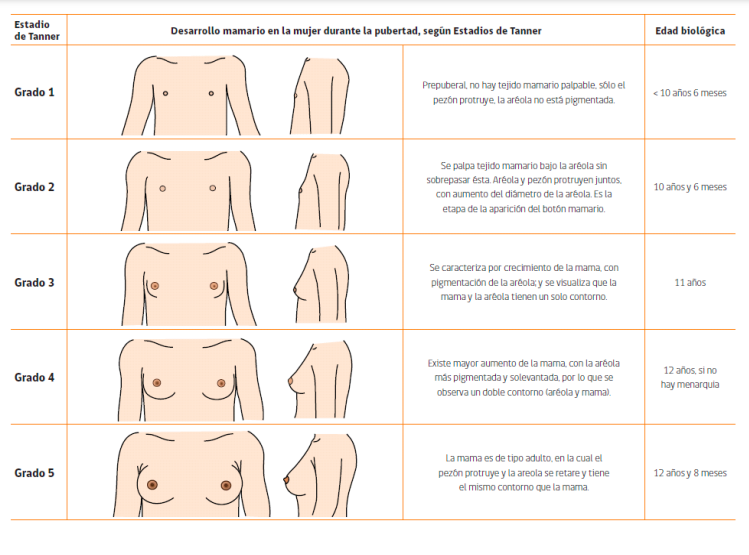 Estadio
de Tanner
Desarrollo mamario en la mujer durante la pubertad, según Estadios de Tanner
Edad biológica
Grado 1
Prepuberal, no hay tejido mamario palpable, sólo el
pezón protruye, la aréola no está pigmentada.
< 10 años 6 meses
Grado 2
Se palpa tejido mamario bajo la aréola sin
sobrepasar ésta. Aréola y pezón protruyen juntos,
con aumento del diámetro de la aréola. Es la
etapa de la aparición del botón mamario.
10 años y 6 meses
Grado 3
Se caracteriza por crecimiento de la mama, con
pigmentación de la aréola; y se visualiza que la
mama y la aréola tienen un solo contorno.
11 años
Grado 4
Existe mayor aumento de la mama, con la aréola
más pigmentada y solevantada, por lo que se
observa un doble contorno (aréola y mama).
12 años, si no
hay menarquia
Grado 5
La mama es de tipo adulto, en la cual el
pezón protruye y la areola se retare y tiene
el mismo contorno que la mama.
12 años y 8 meses